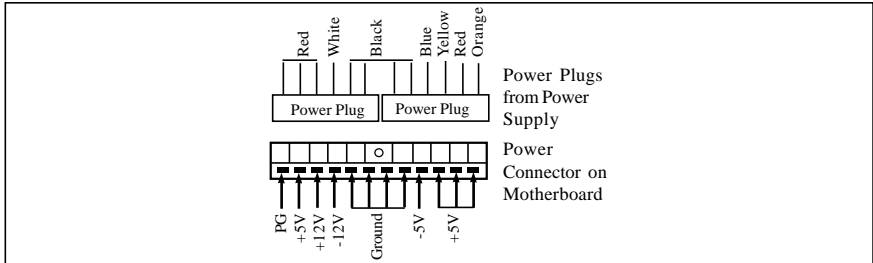 Red
White
Black
Blue
Yellow
Red
Orange
Power Plug
Power Plug
Power Plugs
from Power
Supply
Power
Connector on
Motherboard
PG
+5V
+12V
-12V
Ground
-5V
+5V